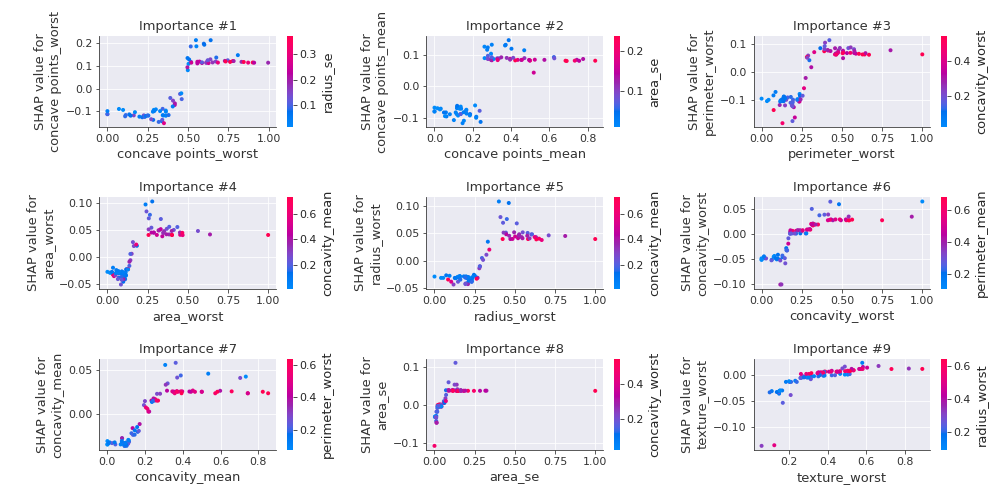 Importance #1
SHAP value for
concave points_worst
0.2
0.1
0.0
−0.1
0.00 0.25 0.50 0.75 1.00
concave points_worst
0.3
0.2
0.1
radius_se
Importance #2
SHAP value for
concave points_mean
0.1
0.0
−0.1
0.0 0.2 0.4 0.6 0.8
concave points_mean
0.2
0.1
area_se
Importance #3
SHAP value for
perimeter_worst
0.1
0.0
−0.1
0.00 0.25 0.50 0.75 1.00
perimeter_worst
0.4
0.2
concavity_worst
Importance #4
SHAP value for
area_worst
0.10
0.05
0.00
−0.05
0.00 0.25 0.50 0.75 1.00
area_worst
0.6
0.4
0.2
concavity_mean
Importance #5
SHAP value for
radius_worst
0.10
0.05
0.00
−0.05
0.00 0.25 0.50 0.75 1.00
radius_worst
0.6
0.4
0.2
concavity_mean
Importance #6
SHAP value for
concavity_worst
0.05
0.00
−0.05
−0.10
0.00 0.25 0.50 0.75 1.00
concavity_worst
0.6
0.4
0.2
perimeter_mean
Importance #7
SHAP value for
concavity_mean
0.05
0.00
0.0 0.2 0.4 0.6 0.8
concavity_mean
0.6
0.4
0.2
perimeter_worst
Importance #8
SHAP value for
area_se
0.1
0.0
−0.1
0.00 0.25 0.50 0.75 1.00
area_se
0.4
0.2
concavity_worst
Importance #9
SHAP value for
texture_worst
0.00
−0.05
−0.10
0.2 0.4 0.6 0.8
texture_worst
0.6
0.4
0.2
radius_worst